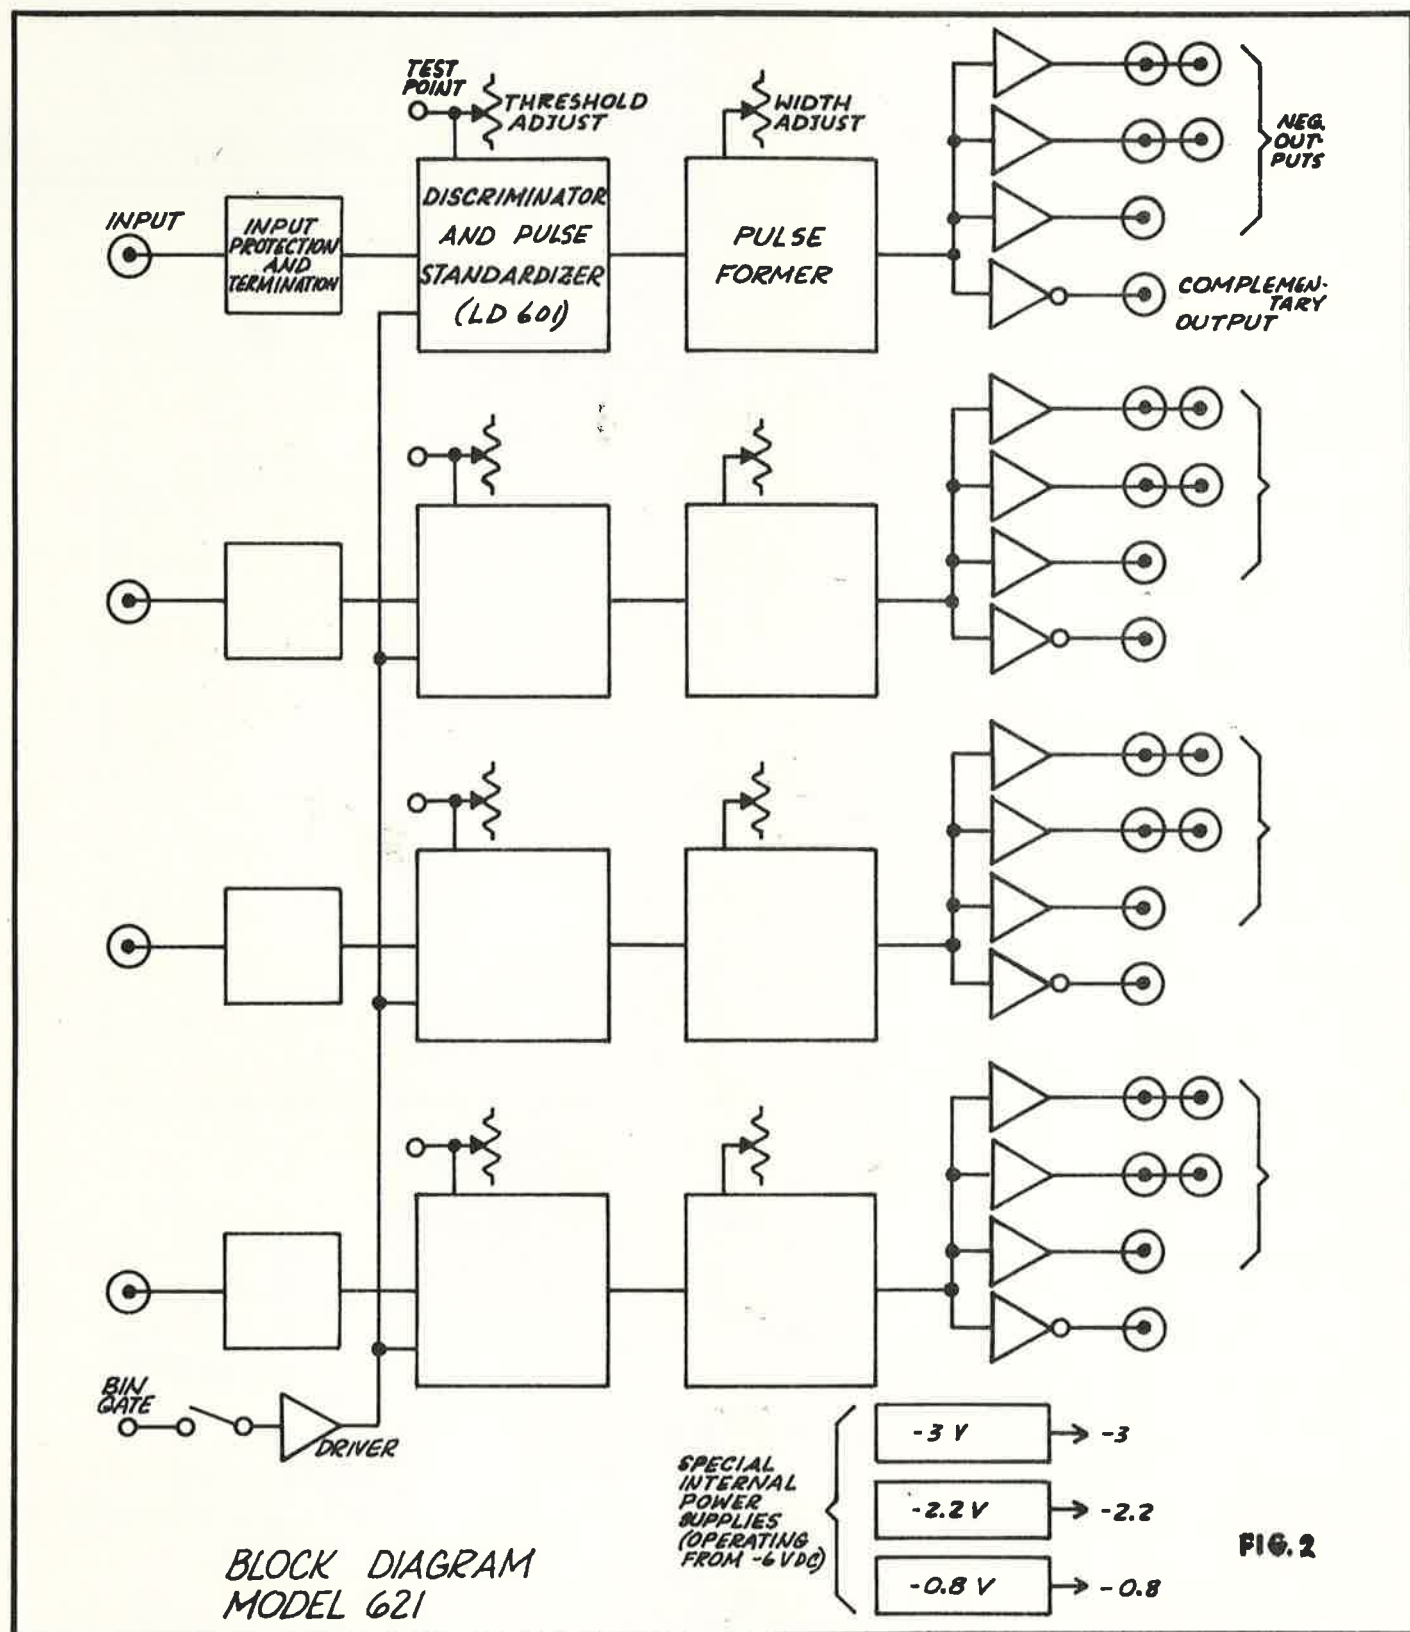 TEST
POINT
THRESHOLD
ADJUST
WIDTH
ADJUST
NEG.
OUT-
PUTS
INPUT
INPUT
PROTECTION
AND
TERMINATION
DISCRIMINATOR
AND PULSE
STANDARDIZER
(LD 601)
PULSE
FORMER
COMPLEMEN-
TARY
OUTPUT
BIN
GATE
DRIVER
SPECIAL
INTERNAL
POWER
SUPPLIES
(OPERATING
FROM -6 VDC)
-3 V
-3
-2.2 V
-2.2
-0.8 V
-0.8
FIG. 2
BLOCK DIAGRAM
MODEL 621